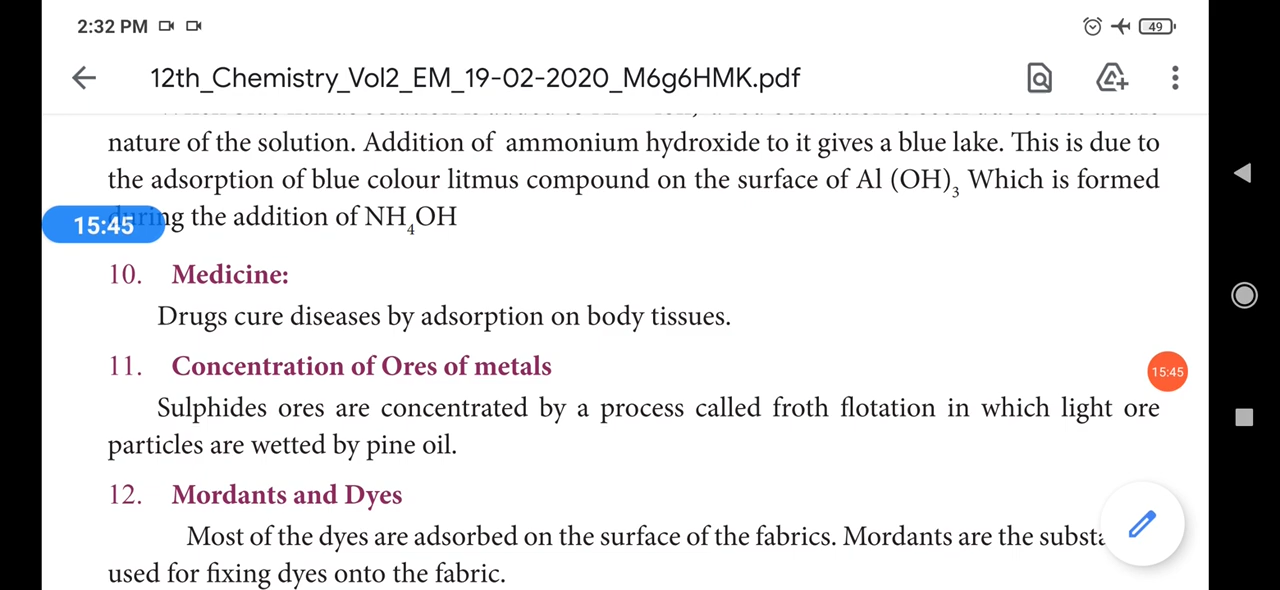 2:32 PM
49
12th_Chemistry_Vol2_EM_19-02-2020_M6g6HMK.pdf
nature of the solution. Addition of ammonium hydroxide to it gives a blue lake. This is due to
the adsorption of blue colour litmus compound on the surface of Al (OH)₃ Which is formed
15:45
during the addition of NH₄OH
10. Medicine:
Drugs cure diseases by adsorption on body tissues.
11. Concentration of Ores of metals
15:45
Sulphides ores are concentrated by a process called froth flotation in which light ore
particles are wetted by pine oil.
12. Mordants and Dyes
Most of the dyes are adsorbed on the surface of the fabrics. Mordants are the substa
used for fixing dyes onto the fabric.